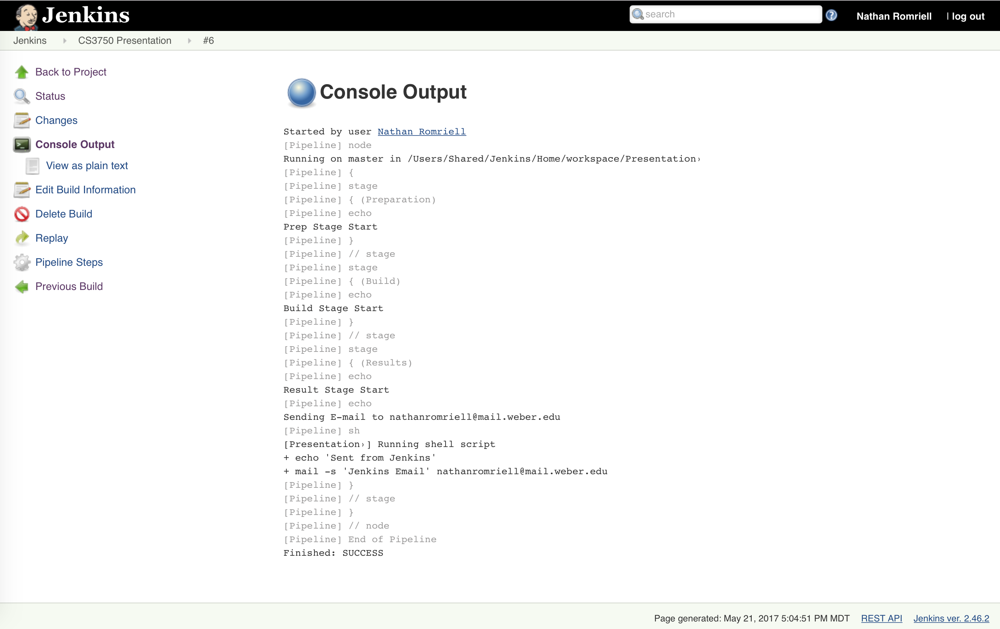 Jenkins
search
Nathan Romriell | log out
Jenkins CS3750 Presentation #6
Back to Project
Status
Changes
Console Output
View as plain text
Edit Build Information
Delete Build
Replay
Pipeline Steps
Previous Build
Console Output
Started by user Nathan Romriell
[Pipeline] node
Running on master in /Users/Shared/Jenkins/Home/workspace/Presentation›
[Pipeline] {
[Pipeline] stage
[Pipeline] { (Preparation)
[Pipeline] echo
Prep Stage Start
[Pipeline] }
[Pipeline] // stage
[Pipeline] stage
[Pipeline] { (Build)
[Pipeline] echo
Build Stage Start
[Pipeline] }
[Pipeline] // stage
[Pipeline] stage
[Pipeline] { (Results)
[Pipeline] echo
Result Stage Start
[Pipeline] echo
Sending E-mail to nathanromriell@mail.weber.edu
[Pipeline] sh
[Presentation›] Running shell script
+ echo 'Sent from Jenkins'
+ mail -s 'Jenkins Email' nathanromriell@mail.weber.edu
[Pipeline] }
[Pipeline] // stage
[Pipeline] }
[Pipeline] // node
[Pipeline] End of Pipeline
Finished: SUCCESS
Page generated: May 21, 2017 5:04:51 PM MDT REST API Jenkins ver. 2.46.2